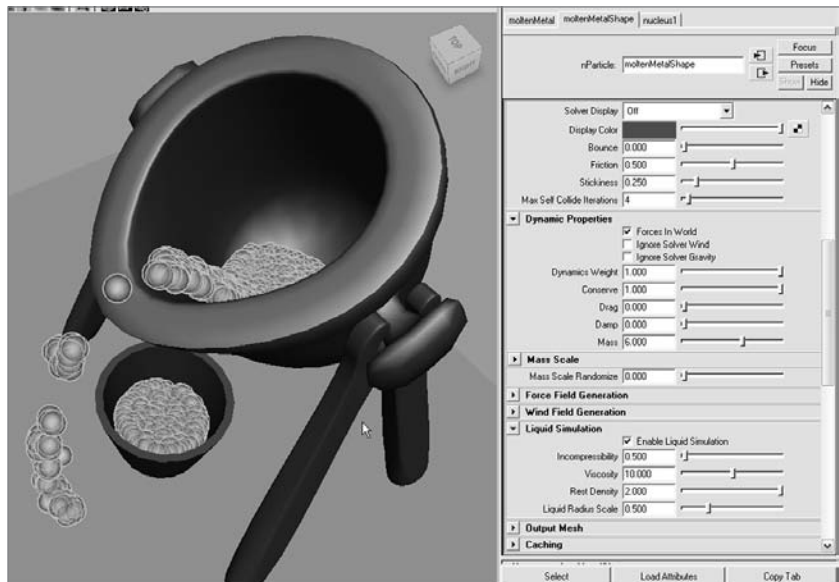 moltenMetal moltenMetalShape nucleus1
nParticle: moltenMetalShape
Focus
Presets
Show Hide
TOP
Solver Display Off
Display Color
Bounce 0.000
Friction 0.500
Stickiness 0.250
Max Self Collide Iterations 4
Dynamic Properties
Forces In World
Ignore Solver Wind
Ignore Solver Gravity
Dynamics Weight 1.000
Conserve 1.000
Drag 0.000
Damp 0.000
Mass 6.000
Mass Scale
Mass Scale Randomize 0.000
Force Field Generation
Wind Field Generation
Liquid Simulation
Enable Liquid Simulation
Incompressibility 0.500
Viscosity 10.000
Rest Density 2.000
Liquid Radius Scale 0.500
Output Mesh
Caching
Select Load Attributes Copy Tab